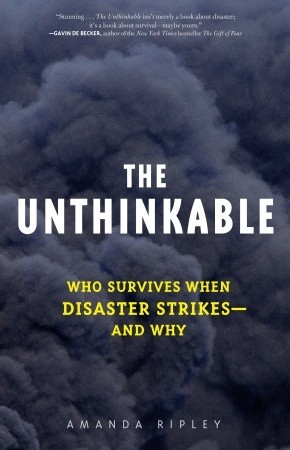 "Stunning . . . The Unthinkable isn't merely a book about disaster;
it's a book about survival—maybe yours."
—GAVIN DE BECKER, author of the New York Times bestseller The Gift of Fear
THE
UNTHINKABLE
WHO SURVIVES WHEN
DISASTER STRIKES—
AND WHY
AMANDA RIPLEY